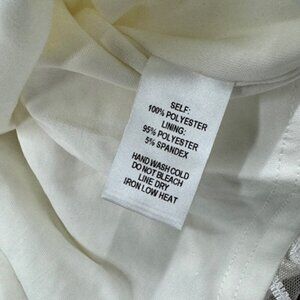 SELF:
100% POLYESTER
LINING:
95% POLYESTER
5% SPANDEX
HAND WASH COLD
DO NOT BLEACH
LINE DRY
IRON LOW HEAT